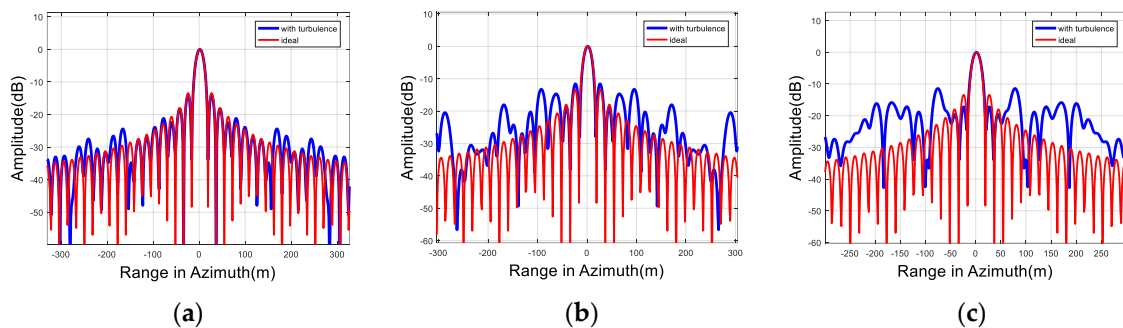 10
0
-10
-20
-30
-40
-50
Amplitude(dB)
-300 -200 -100 0 100 200 300
Range in Azimuth(m)
with turbulence
ideal
(a)
10
0
-10
-20
-30
-40
-50
-60
Amplitude(dB)
-300 -200 -100 0 100 200 300
Range in Azimuth(m)
with turbulence
ideal
(b)
10
0
-10
-20
-30
-40
-50
-60
Amplitude(dB)
-250 -200 -150 -100 -50 0 50 100 150 200 250
Range in Azimuth(m)
with turbulence
ideal
(c)